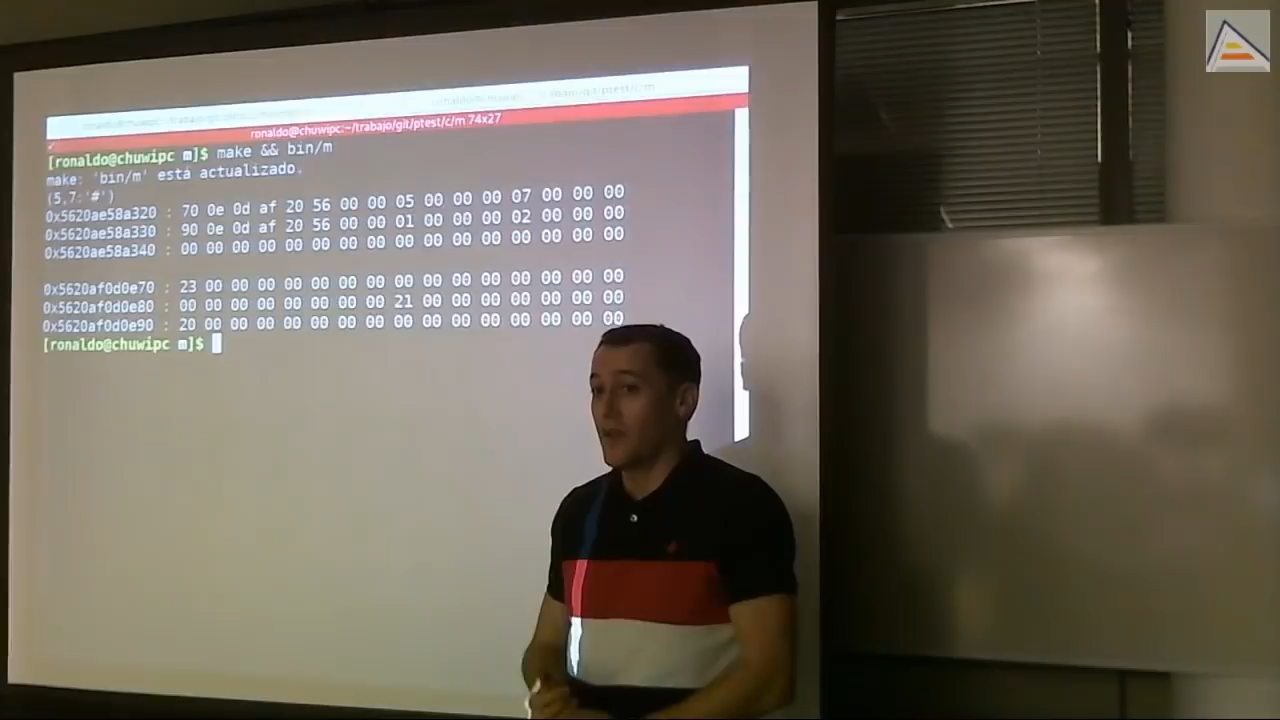 ronaldo@chuwipc:~/trabajo/git/ptest/c/m 74x27
[ronaldo@chuwipc m]$ make && bin/m
make: 'bin/m' está actualizado.
(5,7:'#')
0x5620ae58a320 : 70 0e 0d af 20 56 00 00 05 00 00 00 07 00 00 00
0x5620ae58a330 : 90 0e 0d af 20 56 00 00 01 00 00 00 02 00 00 00
0x5620ae58a340 : 00 00 00 00 00 00 00 00 00 00 00 00 00 00 00 00
0x5620af0d0e70 : 23 00 00 00 00 00 00 00 00 00 00 00 00 00 00 00
0x5620af0d0e80 : 00 00 00 00 00 00 00 00 21 00 00 00 00 00 00 00
0x5620af0d0e90 : 20 00 00 00 00 00 00 00 00 00 00 00 00 00 00 00
[ronaldo@chuwipc m]$